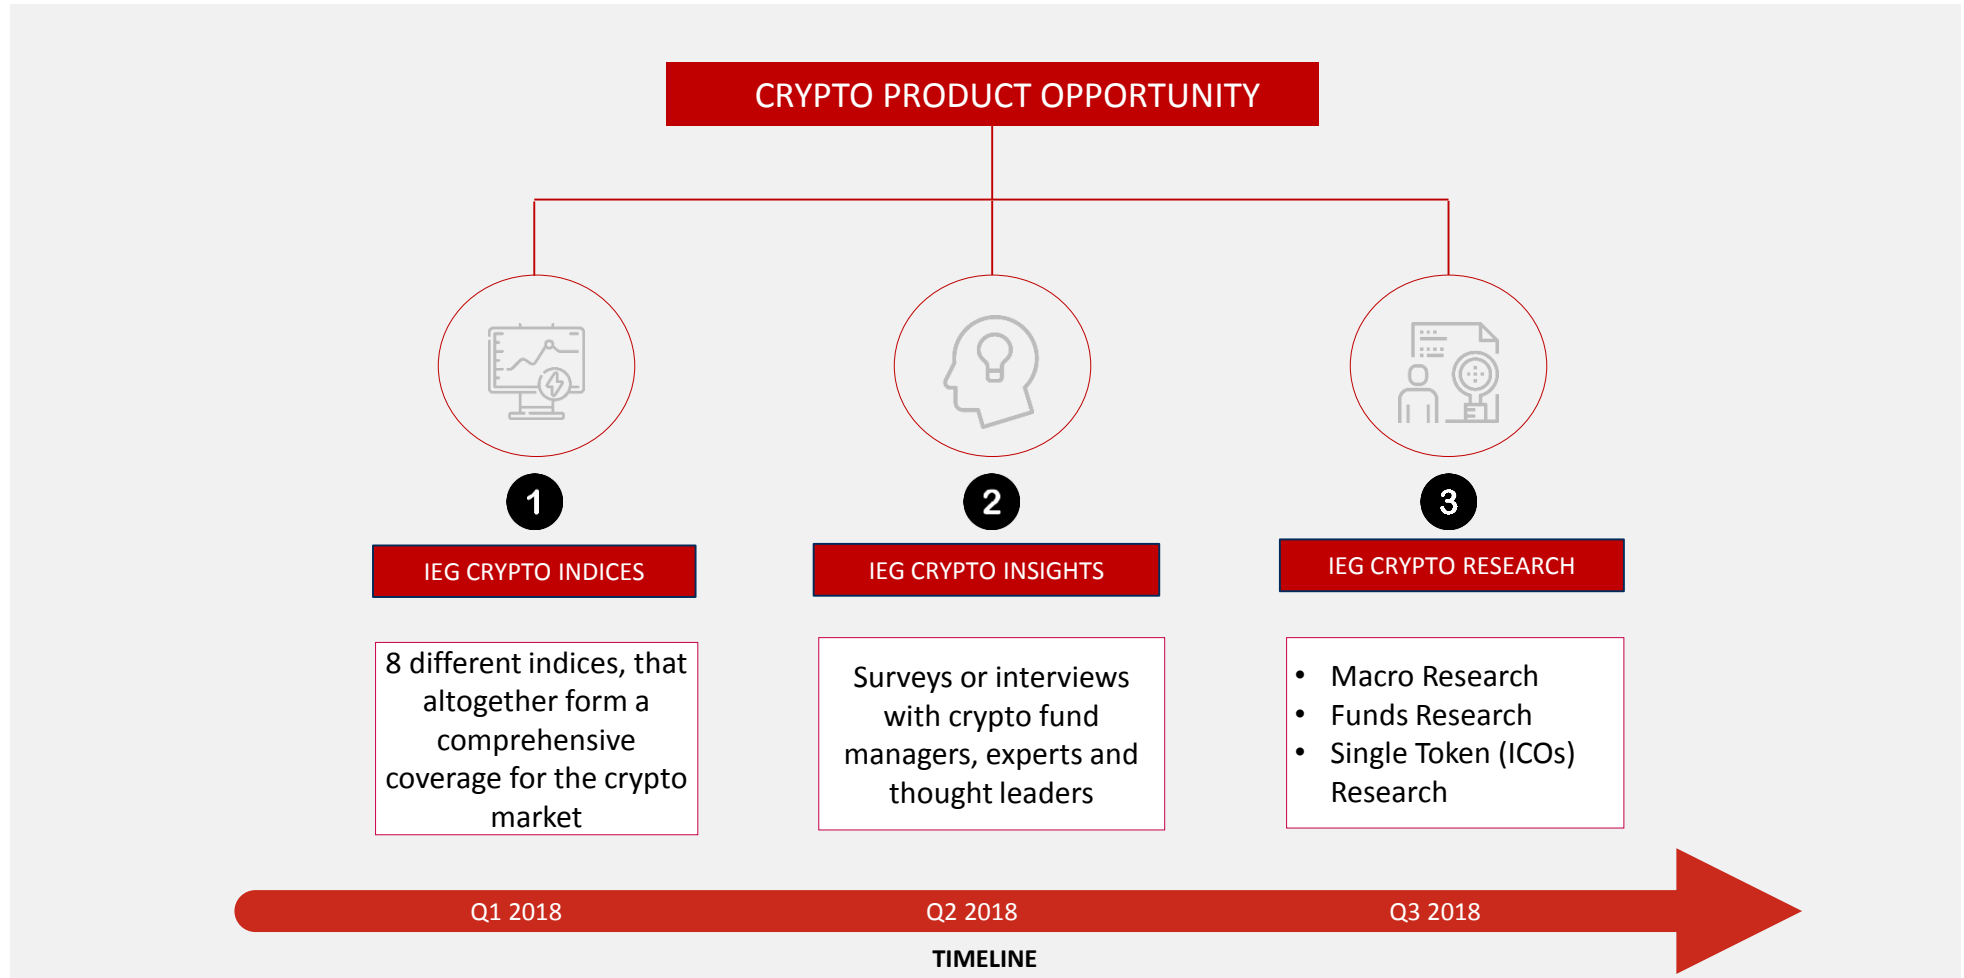 CRYPTO PRODUCT OPPORTUNITY
1
2
3
IEG CRYPTO INDICES
IEG CRYPTO INSIGHTS
IEG CRYPTO RESEARCH
8 different indices, that
altogether form a
comprehensive
coverage for the crypto
market
Surveys or interviews
with crypto fund
managers, experts and
thought leaders
• Macro Research
• Funds Research
• Single Token (ICOs)
Research
Q1 2018
Q2 2018
Q3 2018
TIMELINE